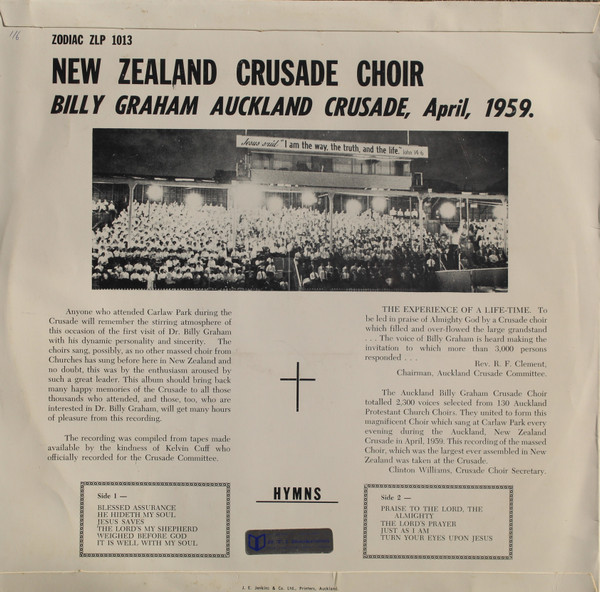 116
ZODIAC ZLP 1013
NEW ZEALAND CRUSADE CHOIR
BILLY GRAHAM AUCKLAND CRUSADE, April, 1959.
Jesus said "I am the way, the truth, and the life." John 14:6
Anyone who attended Carlaw Park during the
Crusade will remember the stirring atmosphere of
this occasion of the first visit of Dr. Billy Graham
with his dynamic personality and sincerity. The
choirs sang, possibly, as no other massed choir from
Churches has sung before here in New Zealand and
no doubt, this was by the enthusiasm aroused by
such a great leader. This album should bring back
many happy memories of the Crusade to all those
thousands who attended, and those, too, who are
interested in Dr. Billy Graham, will get many hours
of pleasure from this recording.
The recording was compiled from tapes made
available by the kindness of Kelvin Cuff who
officially recorded for the Crusade Committee.
THE EXPERIENCE OF A LIFE-TIME. To
be led in praise of Almighty God by a Crusade choir
which filled and over-flowed the large grandstand
. . . The voice of Billy Graham is heard making the
invitation to which more than 3,000 persons
responded . . .
Rev. R. F. Clement,
Chairman, Auckland Crusade Committee.
The Auckland Billy Graham Crusade Choir
totalled 2,300 voices selected from 130 Auckland
Protestant Church Choirs. They united to form this
magnificent Choir which sang at Carlaw Park every
evening during the Auckland, New Zealand
Crusade in April, 1959. This recording of the massed
Choir, which was the largest ever assembled in New
Zealand was taken at the Crusade.
Clinton Williams, Crusade Choir Secretary.
HYMNS
Side 1 —
BLESSED ASSURANCE
HE HIDETH MY SOUL
JESUS SAVES
THE LORD'S MY SHEPHERD
WEIGHED BEFORE GOD
IT IS WELL WITH MY SOUL
Side 2 —
PRAISE TO THE LORD, THE
ALMIGHTY
THE LORD'S PRAYER
JUST AS I AM
TURN YOUR EYES UPON JESUS
J. E. Jenkins & Co. Ltd., Printers, Auckland